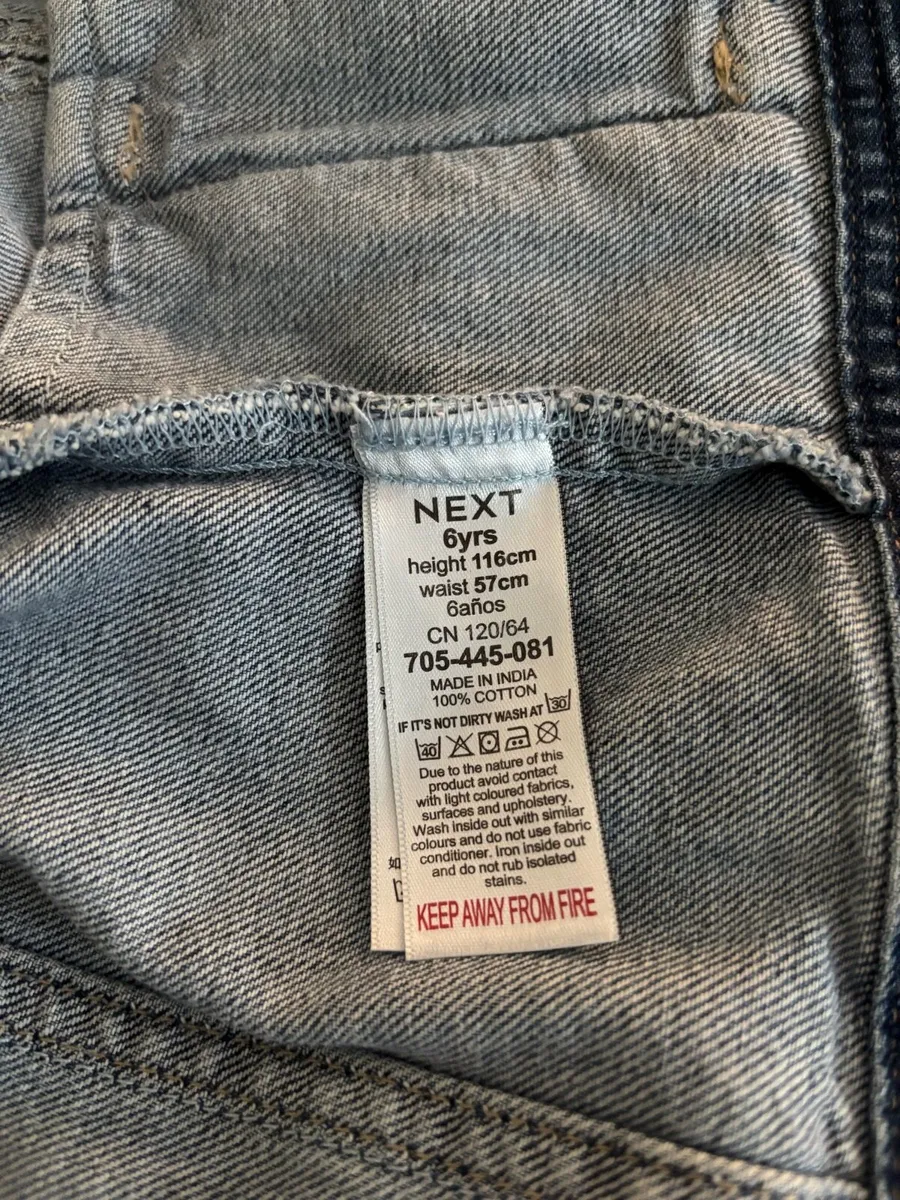 NEXT
6yrs
height 116cm
waist 57cm
6años
CN 120/64
705-445-081
MADE IN INDIA
100% COTTON
IF IT'S NOT DIRTY WASH AT 30
40
Due to the nature of this
product avoid contact
with light coloured fabrics,
surfaces and upholstery.
Wash inside out with similar
colours and do not use fabric
conditioner. Iron inside out
and do not rub isolated
stains.
KEEP AWAY FROM FIRE
如